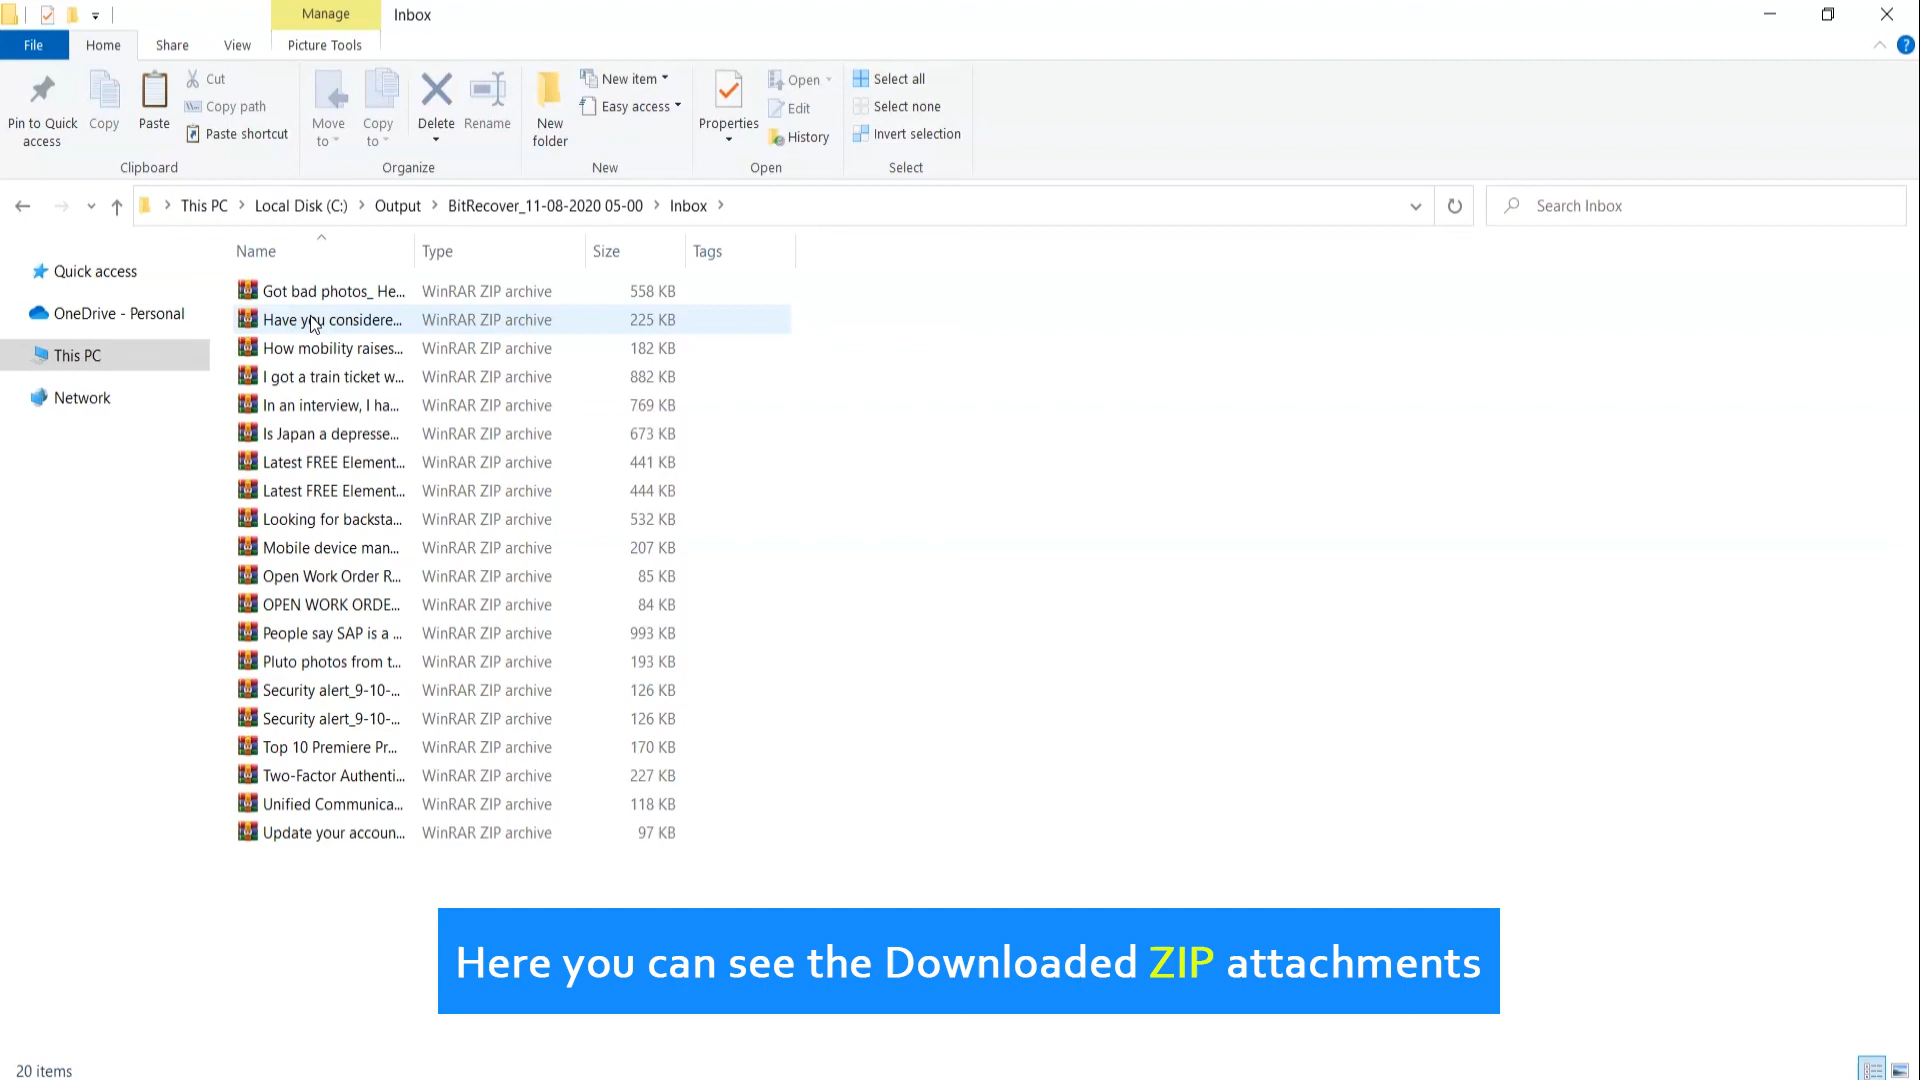 Manage
Inbox
File
Home
Share
View
Picture Tools
Pin to Quick access
Copy
Paste
Cut
Copy path
Paste shortcut
Clipboard
Move to
Copy to
Delete
Rename
Organize
New folder
New item
Easy access
New
Properties
Open
Edit
History
Open
Select all
Select none
Invert selection
Select
This PC > Local Disk (C:) > Output > BitRecover_11-08-2020 05-00 > Inbox >
Search Inbox
Quick access
OneDrive - Personal
This PC
Network
Name Type Size Tags
Got bad photos_ He... WinRAR ZIP archive 558 KB
Have you considere... WinRAR ZIP archive 225 KB
How mobility raises... WinRAR ZIP archive 182 KB
I got a train ticket w... WinRAR ZIP archive 882 KB
In an interview, I ha... WinRAR ZIP archive 769 KB
Is Japan a depresse... WinRAR ZIP archive 673 KB
Latest FREE Element... WinRAR ZIP archive 441 KB
Latest FREE Element... WinRAR ZIP archive 444 KB
Looking for backsta... WinRAR ZIP archive 532 KB
Mobile device man... WinRAR ZIP archive 207 KB
Open Work Order R... WinRAR ZIP archive 85 KB
OPEN WORK ORDE... WinRAR ZIP archive 84 KB
People say SAP is a ... WinRAR ZIP archive 993 KB
Pluto photos from t... WinRAR ZIP archive 193 KB
Security alert_9-10-... WinRAR ZIP archive 126 KB
Security alert_9-10-... WinRAR ZIP archive 126 KB
Top 10 Premiere Pr... WinRAR ZIP archive 170 KB
Two-Factor Authenti... WinRAR ZIP archive 227 KB
Unified Communica... WinRAR ZIP archive 118 KB
Update your accoun... WinRAR ZIP archive 97 KB
Here you can see the Downloaded ZIP attachments
20 items